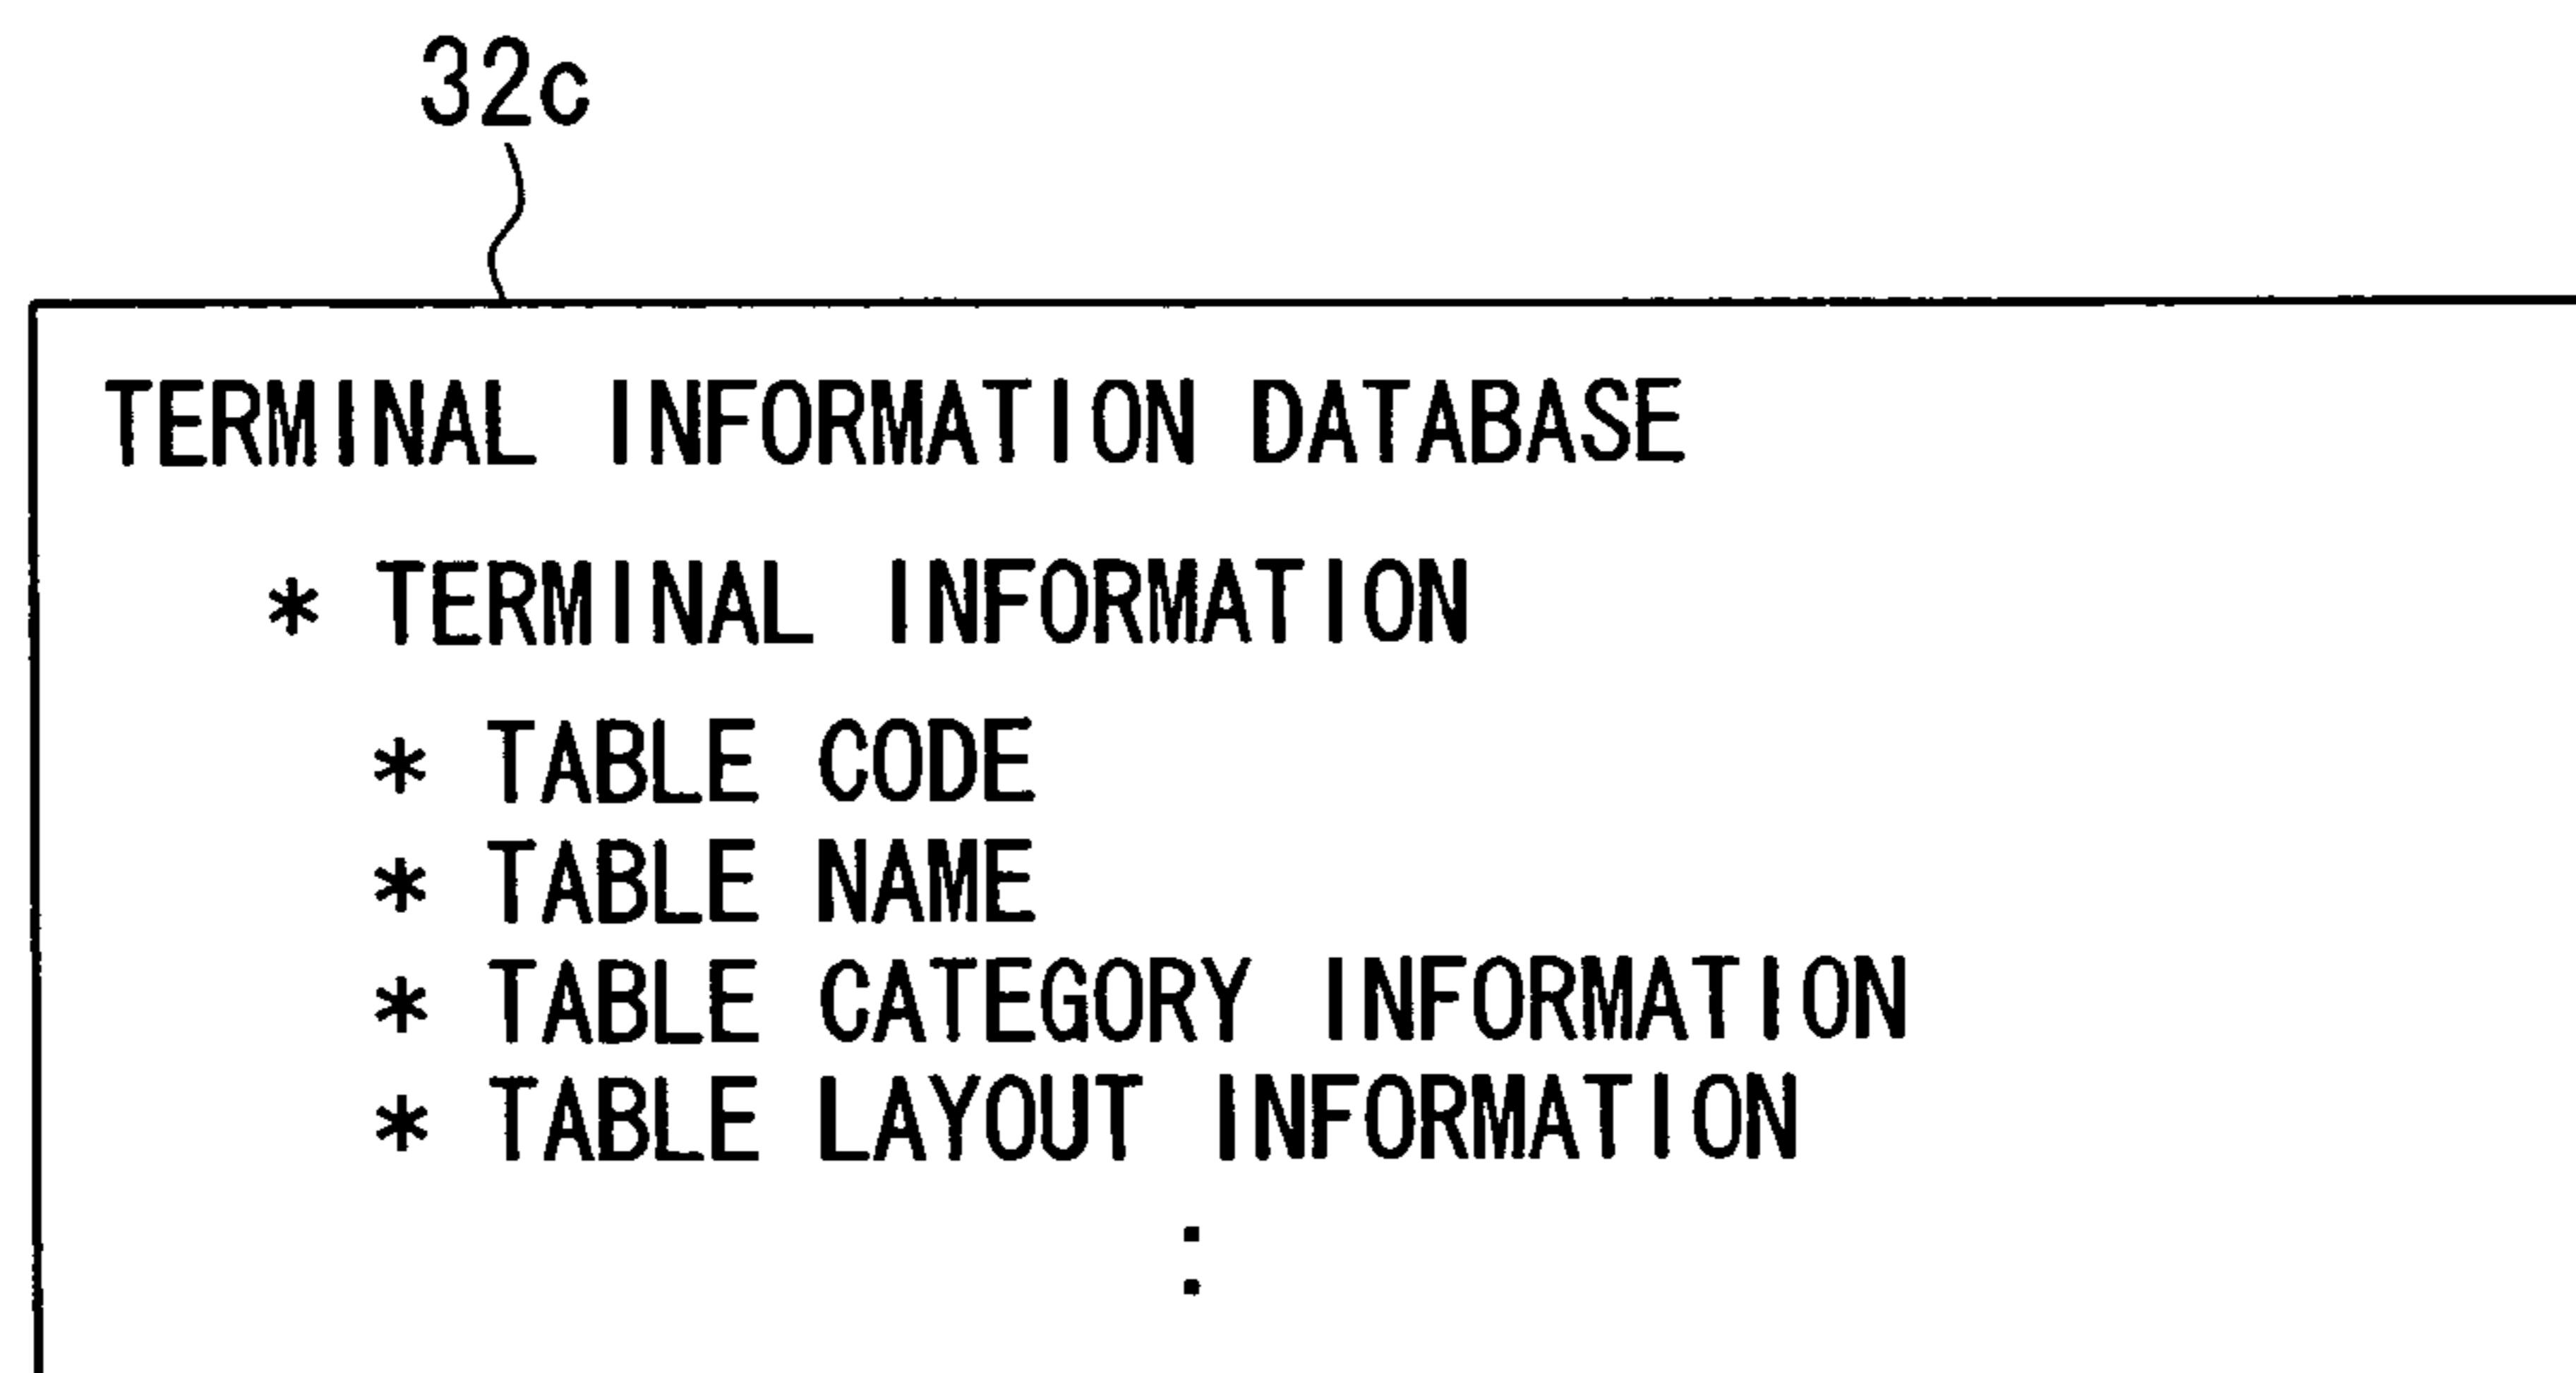 32c
TERMINAL INFORMATION DATABASE
* TERMINAL INFORMATION
* TABLE CODE
* TABLE NAME
* TABLE CATEGORY INFORMATION
* TABLE LAYOUT INFORMATION
: